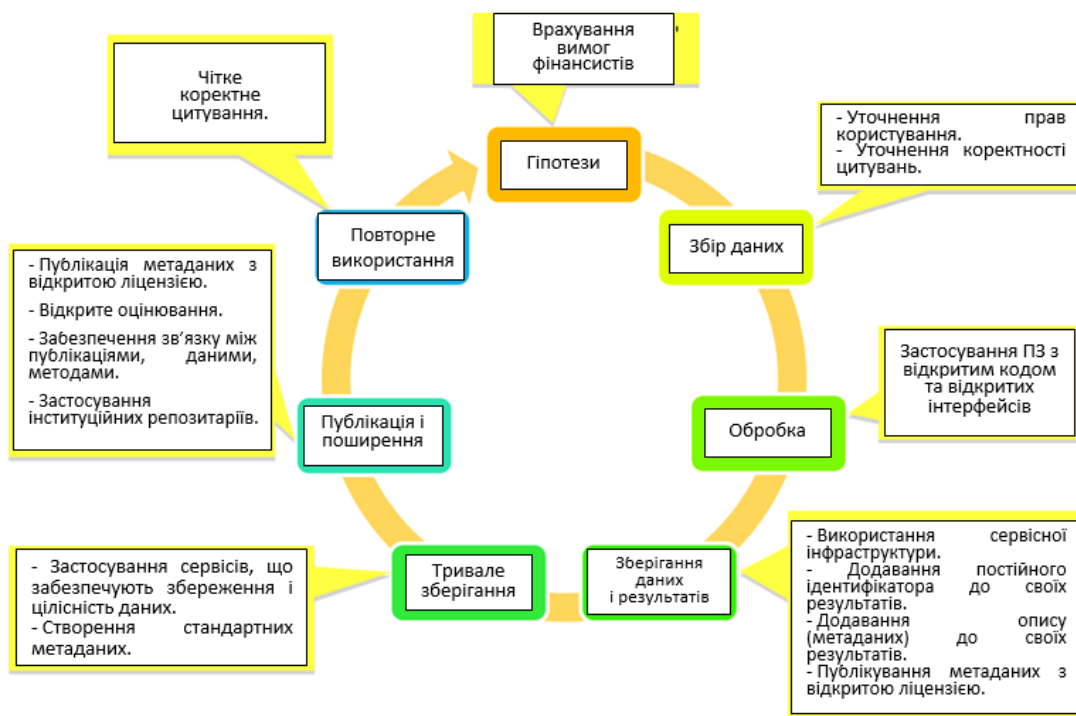 Врахування
вимог
фінансистів
Чітке
коректне
цитування.
- Уточнення прав
користування.
- Уточнення коректності
цитувань.
Гіпотези
Повторне
використання
Збір даних
- Публікація метаданих з
відкритою ліцензією.
- Відкрите оцінювання.
- Забезпечення зв’язку між
публікаціями, даними,
методами.
- Застосування
інституційних репозитаріїв.
Застосування ПЗ з
відкритим кодом
та відкритих
інтерфейсів
Публікація і
поширення
Обробка
- Застосування сервісів, що
забезпечують збереження і
цілісність даних.
- Створення стандартних
метаданих.
Тривале
зберігання
Зберігання
даних
і результатів
- Використання сервісної
інфраструктури.
- Додавання постійного
ідентифікатора до своїх
результатів.
- Додавання опису
(метаданих) до своїх
результатів.
- Публікування метаданих з
відкритою ліцензією.